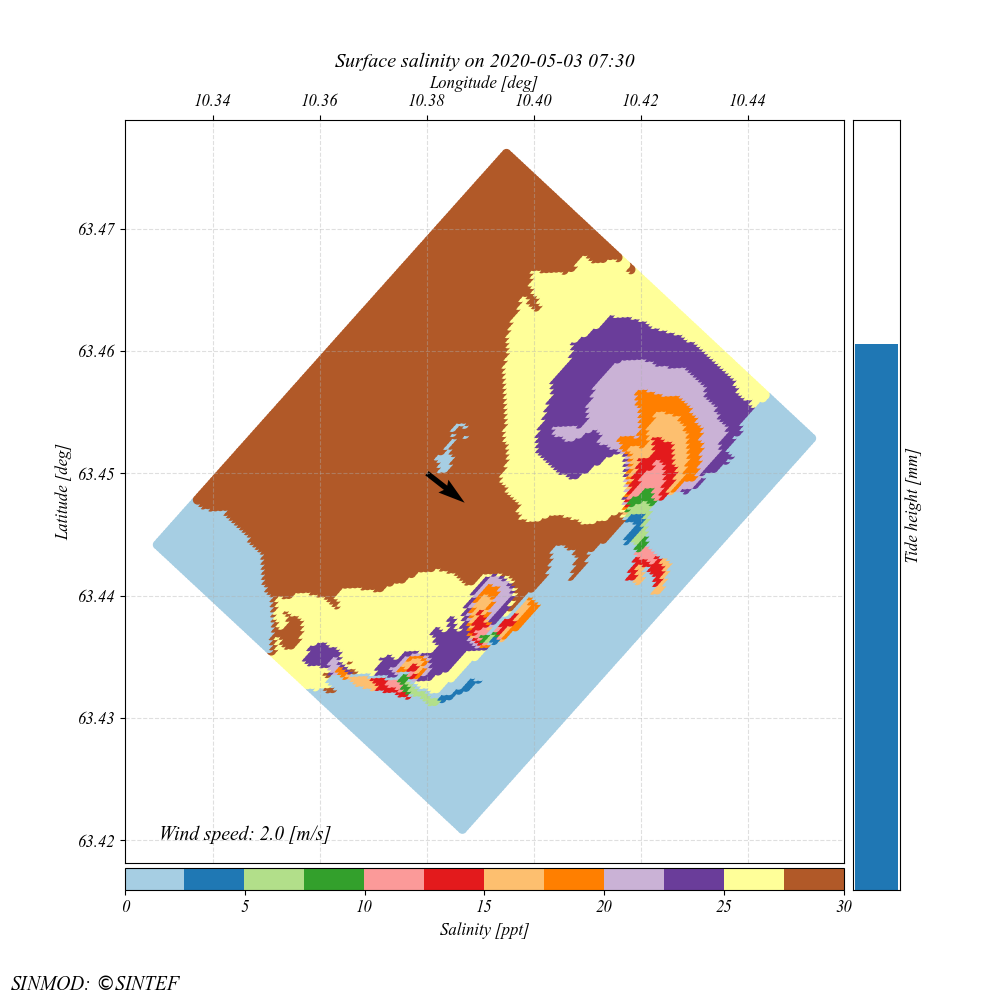 Surface salinity on 2020-05-03 07:30
Longitude [deg]
10.34 10.36 10.38 10.40 10.42 10.44
63.47
63.46
63.45
63.44
63.43
63.42
Latitude [deg]
Tide height [mm]
Wind speed: 2.0 [m/s]
0 5 10 15 20 25 30
Salinity [ppt]
SINMOD: ©SINTEF